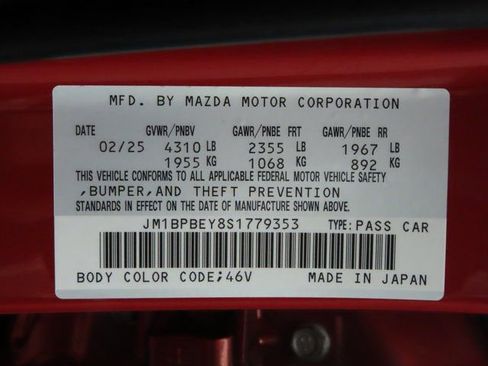 MFD. BY MAZDA MOTOR CORPORATION
DATE GVWR/PNBV GAWR/PNBE FRT GAWR/PNBE RR
02/25 4310 LB 2355 LB 1967 LB
1955 KG 1068 KG 892 KG
THIS VEHICLE CONFORMS TO ALL APPLICABLE FEDERAL MOTOR VEHICLE SAFETY
,BUMPER,AND THEFT PREVENTION
STANDARDS IN EFFECT ON THE DATE OF MANUFACTURE SHOWN ABOVE.
JM1BPBEY8S1779353 TYPE:PASS CAR
BODY COLOR CODE;46V MADE IN JAPAN